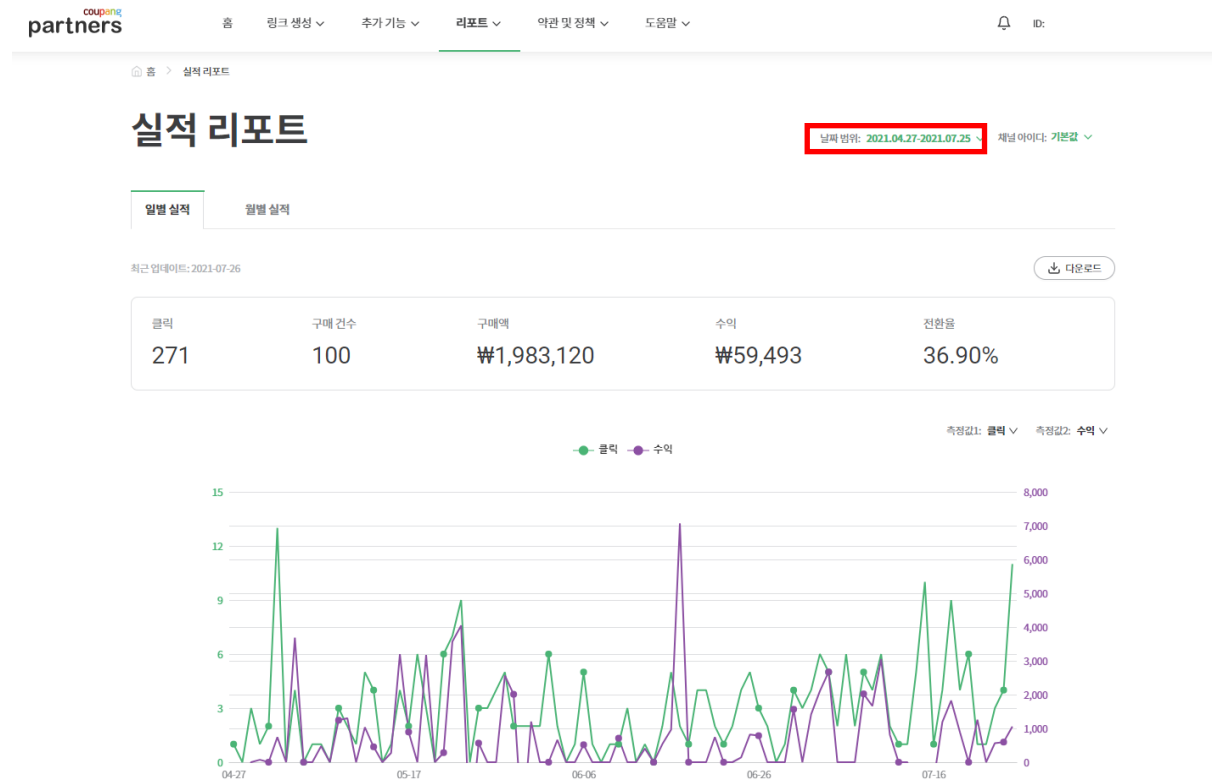 coupang
partners
홈 링크 생성 추가 기능 리포트 약관 및 정책 도움말 ID:
홈 > 실적 리포트
실적 리포트
날짜 범위: 2021.04.27-2021.07.25 채널 아이디: 기본값
일별 실적 월별 실적
최근 업데이트: 2021-07-26 다운로드
클릭 구매 건수 구매액 수익 전환율
271 100 ₩1,983,120 ₩59,493 36.90%
측정값1: 클릭 측정값2: 수익
클릭 수익
15 8,000
7,000
12
6,000
9 5,000
4,000
6
3,000
3 2,000
1,000
0 0
04-27 05-17 06-06 06-26 07-16